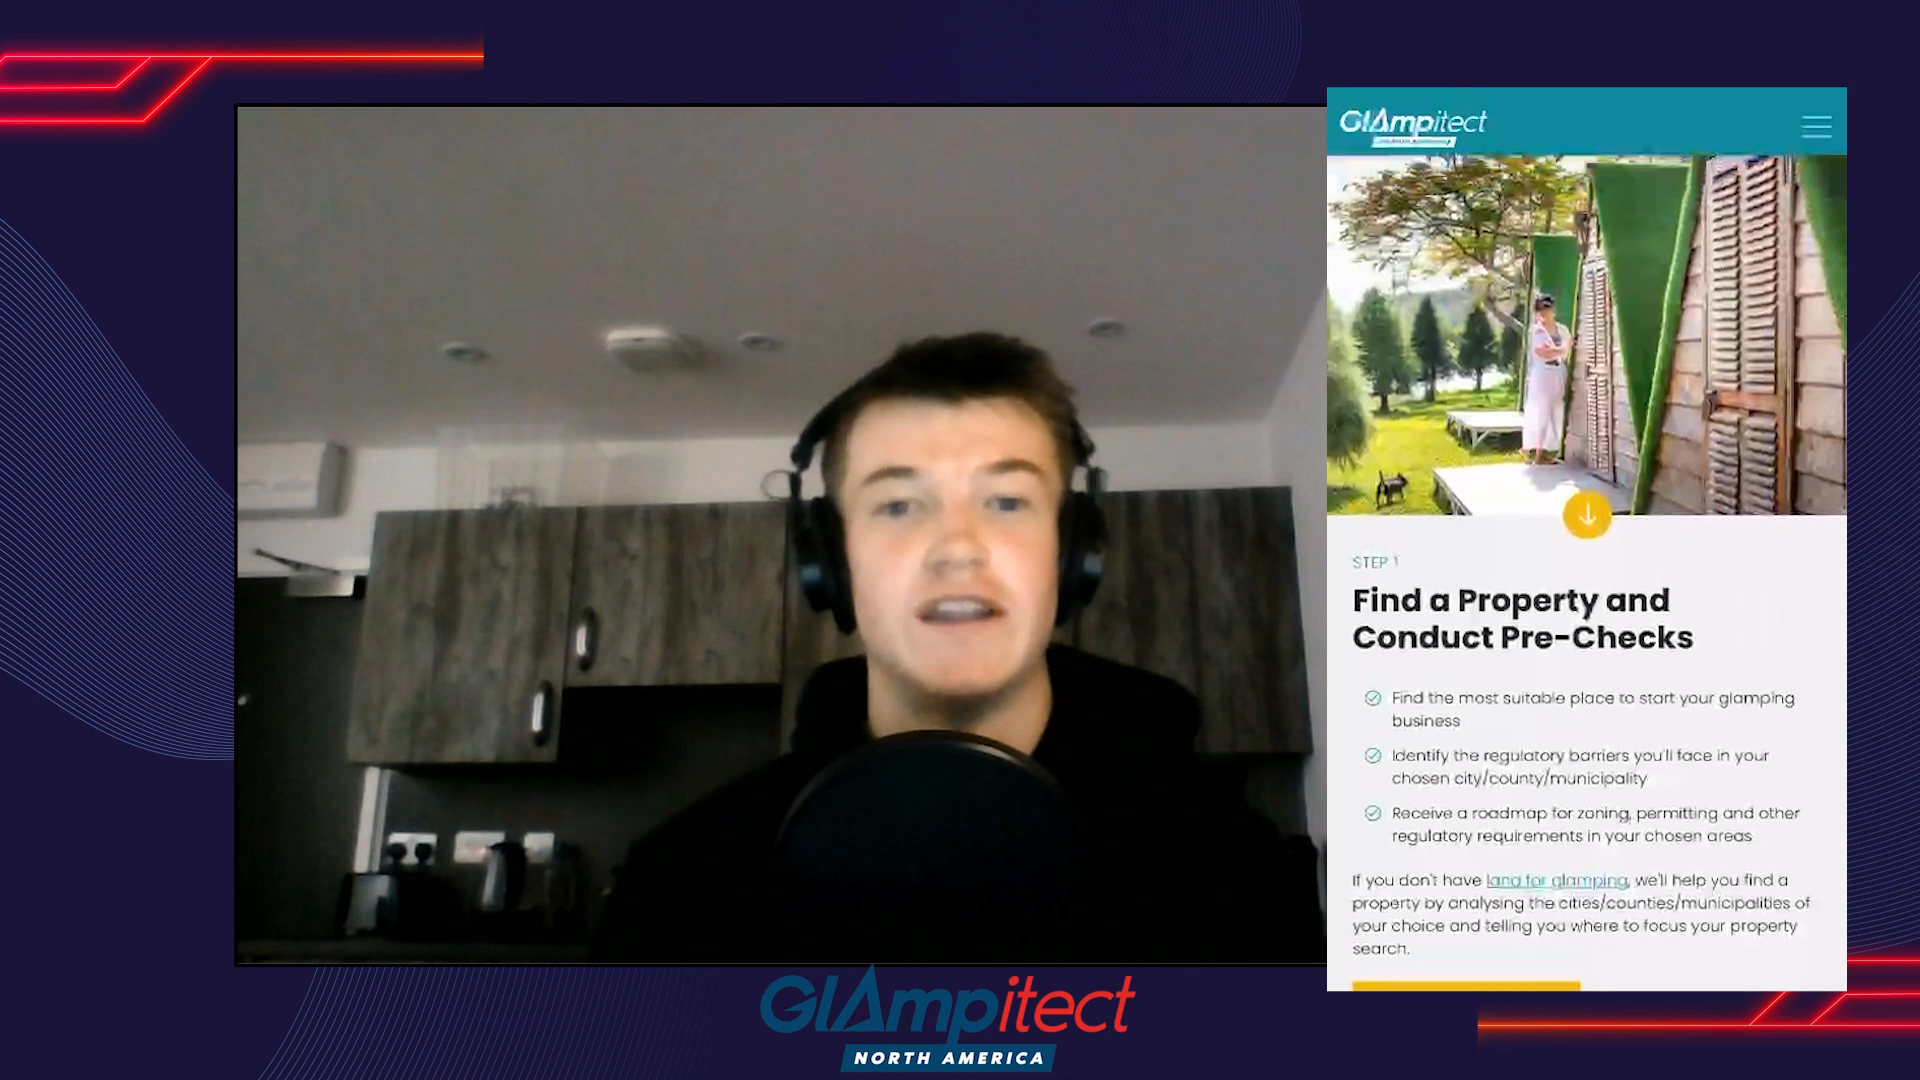 GlAmpitect
STEP 1
Find a Property and
Conduct Pre-Checks
Find the most suitable place to start your glamping
business
Identify the regulatory barriers you'll face in your
chosen city/county/municipality
Receive a roadmap for zoning, permitting and other
regulatory requirements in your chosen areas
If you don't have land for glamping, we'll help you find a
property by analysing the cities/counties/municipalities of
your choice and telling you where to focus your property
search.
GlAmpitect
NORTH AMERICA